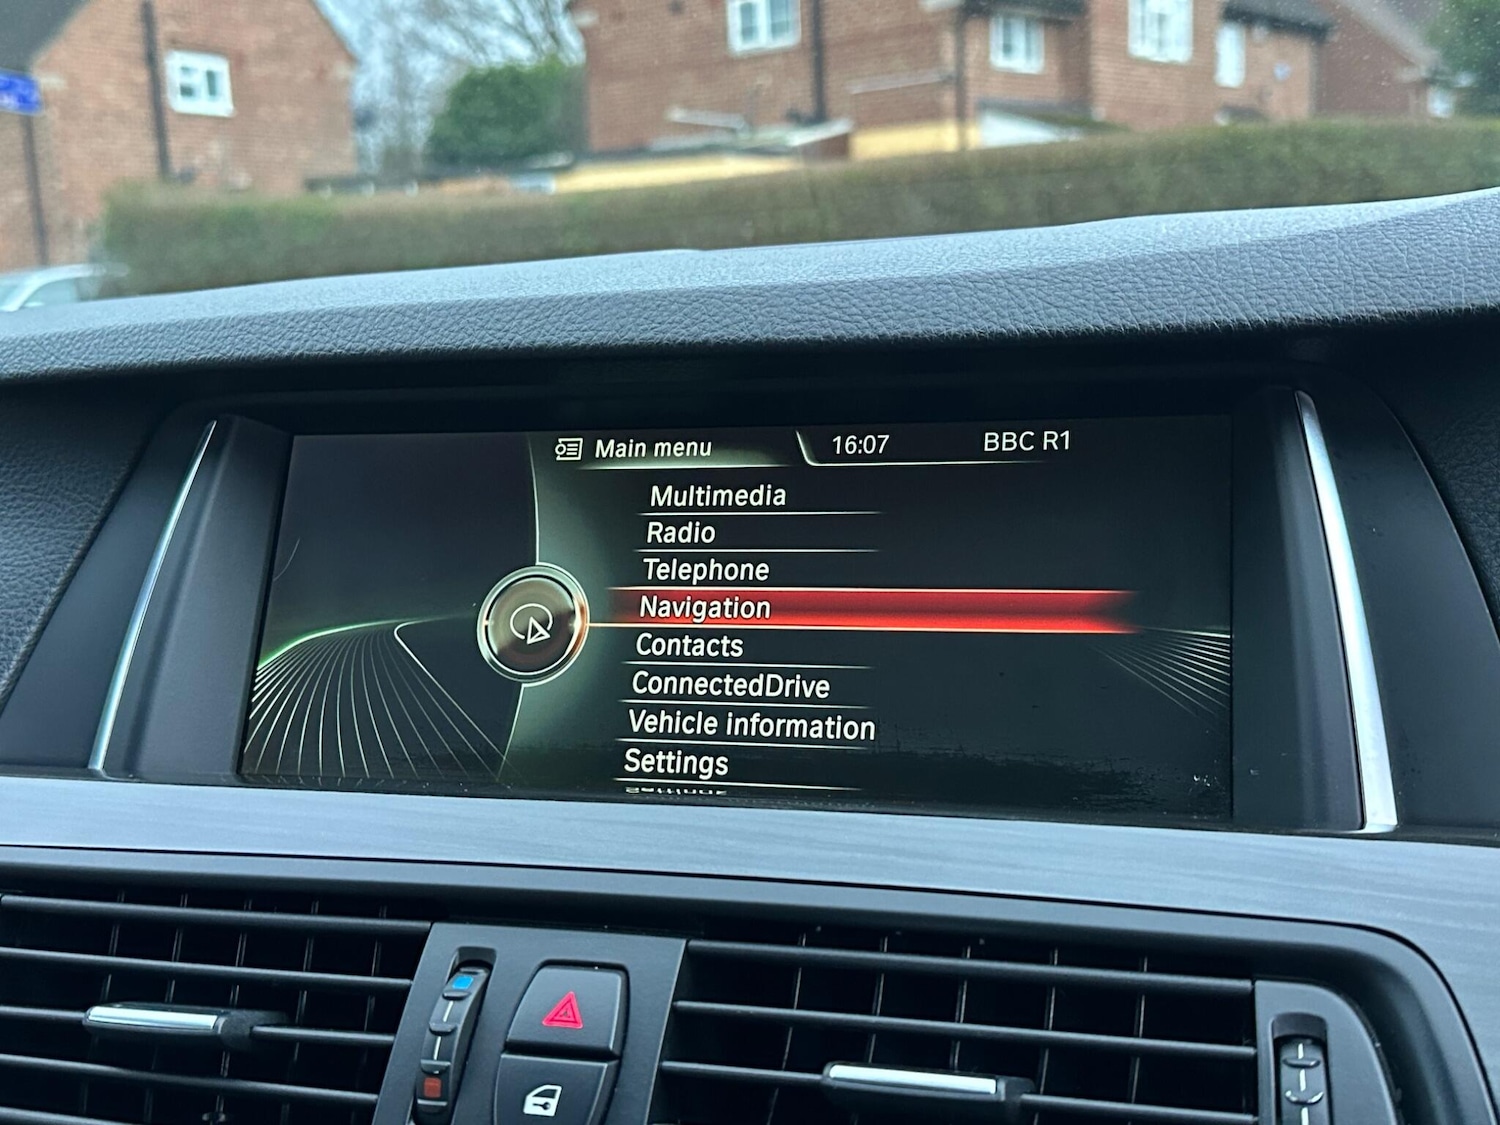 Main menu 16:07 BBC R1
Multimedia
Radio
Telephone
Navigation
Contacts
ConnectedDrive
Vehicle information
Settings